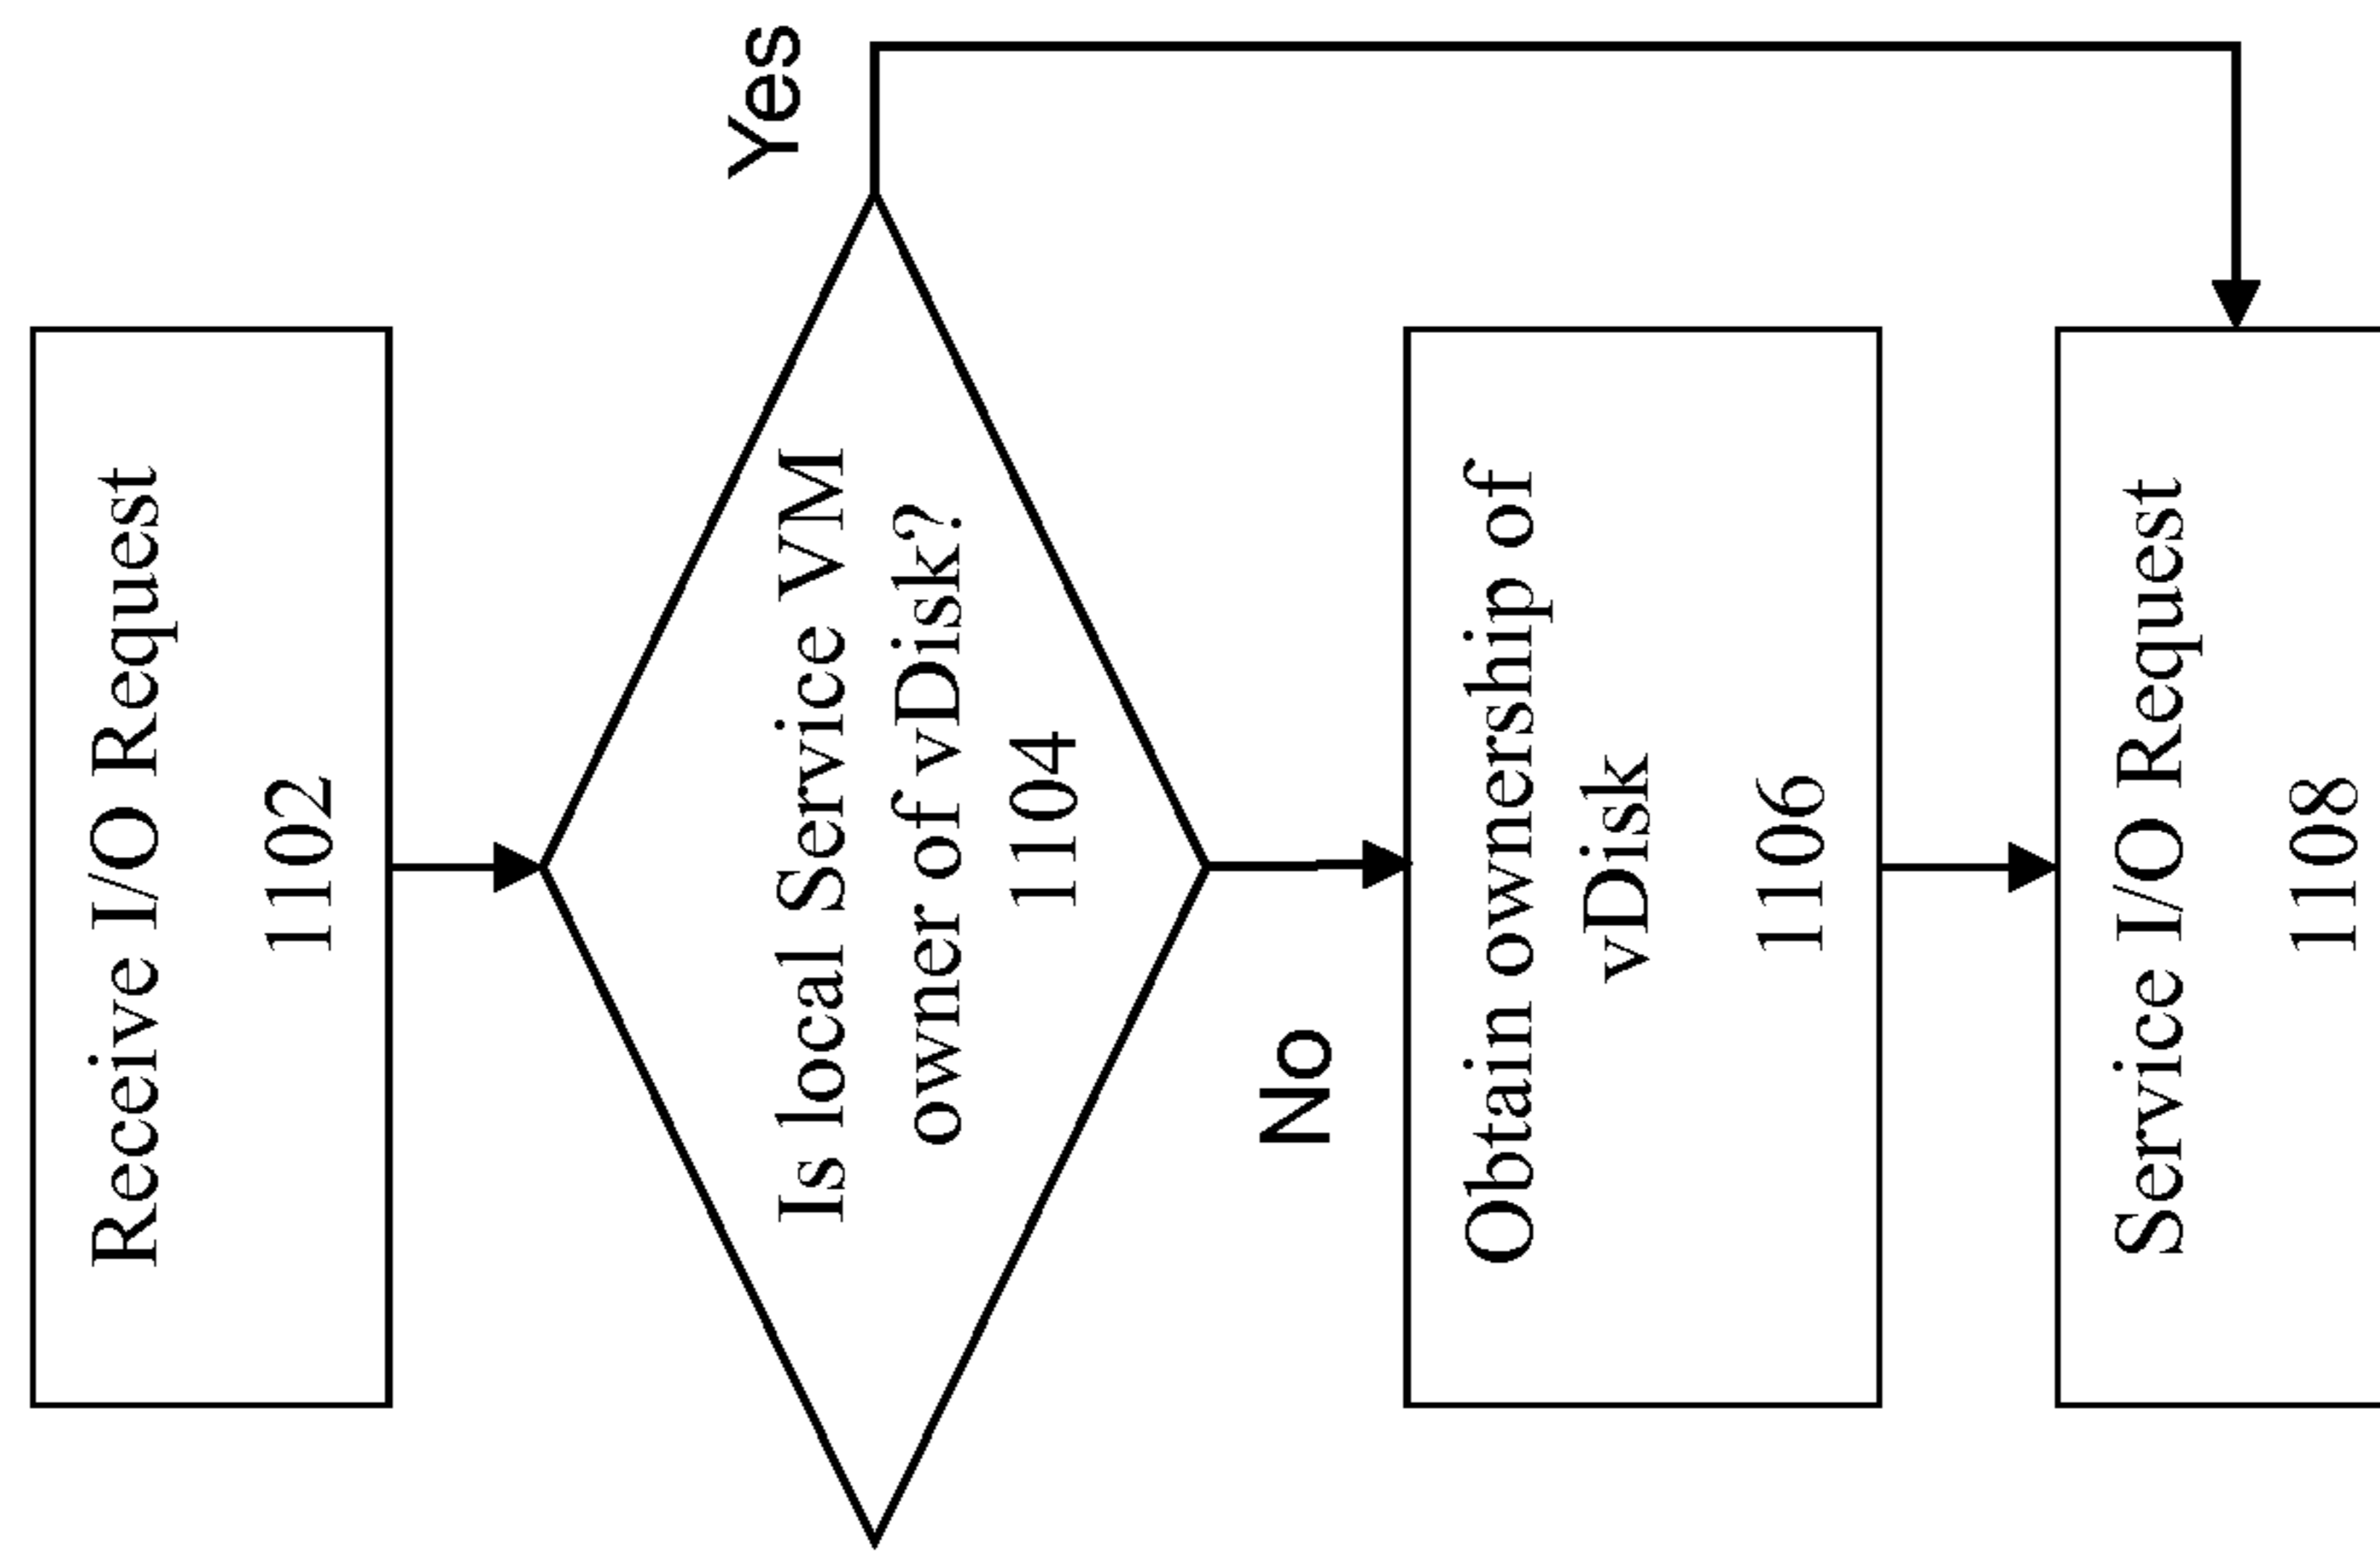 Receive I/O Request
1102
Yes
Is local Service VM
owner of vDisk?
1104
No
Obtain ownership of
vDisk
1106
Service I/O Request
1108